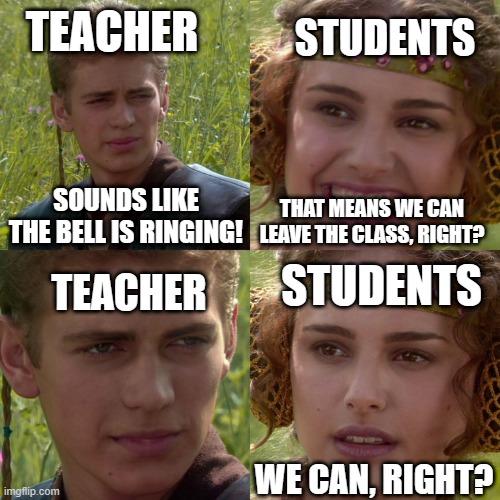 TEACHER
SOUNDS LIKE
THE BELL IS RINGING!
STUDENTS
THAT MEANS WE CAN
LEAVE THE CLASS, RIGHT?
TEACHER
STUDENTS
WE CAN, RIGHT?
imgflip.com